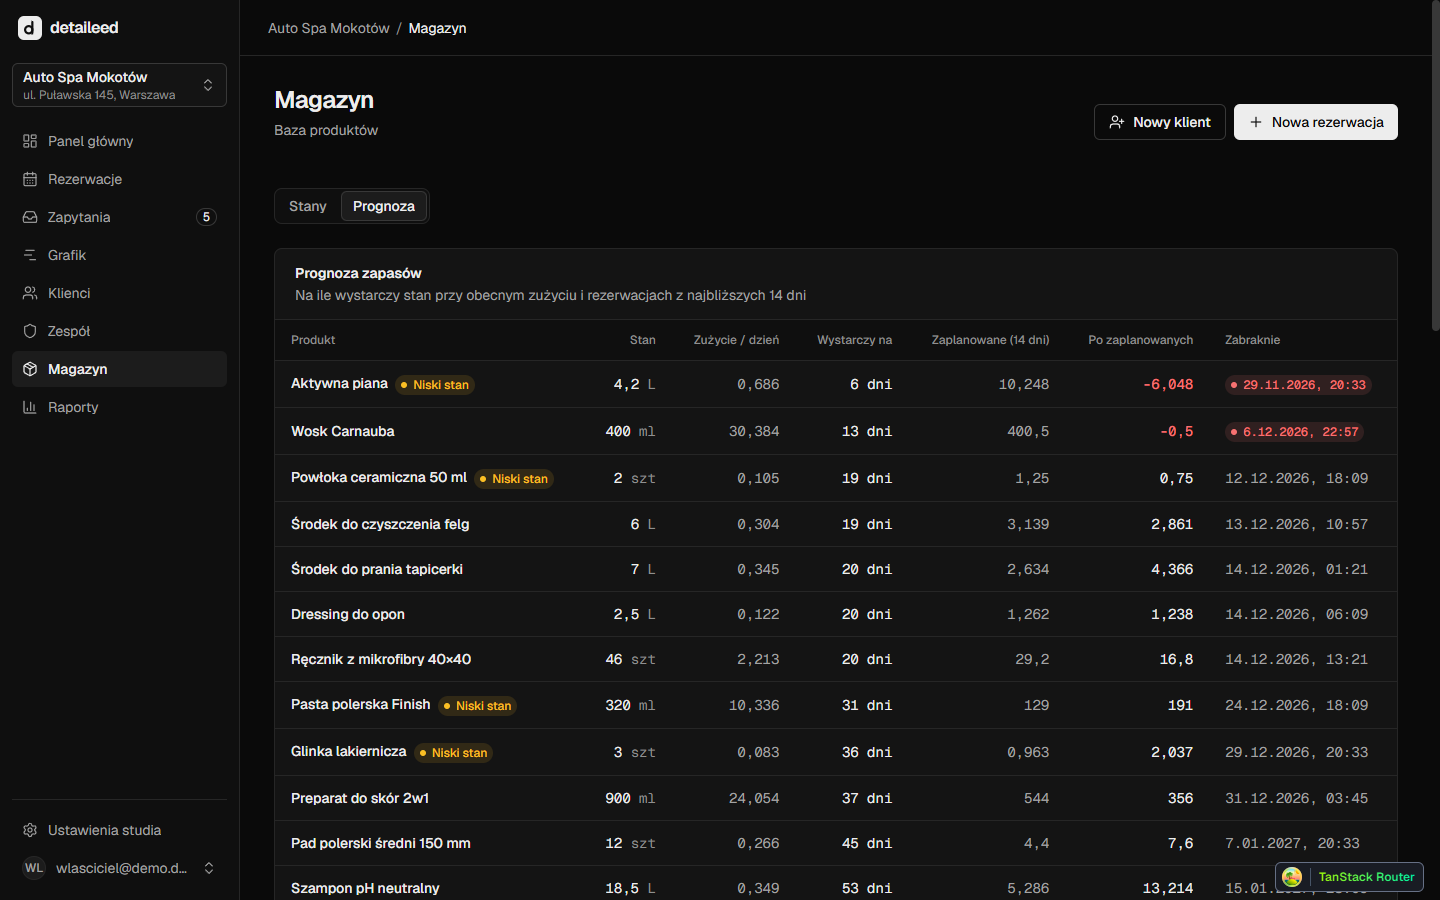 detaileed
Auto Spa Mokotów
ul. Puławska 145, Warszawa
Panel główny
Rezerwacje
Zapytania 5
Grafik
Klienci
Zespół
Magazyn
Raporty
Ustawienia studia
WL wlasciciel@demo.d...
Auto Spa Mokotów / Magazyn
Magazyn
Baza produktów
Nowy klient
Nowa rezerwacja
Stany Prognoza
Prognoza zapasów
Na ile wystarczy stan przy obecnym zużyciu i rezerwacjach z najbliższych 14 dni
Produkt Stan Zużycie / dzień Wystarczy na Zaplanowane (14 dni) Po zaplanowanych Zabraknie
Aktywna piana Niski stan 4,2 L 0,686 6 dni 10,248 -6,048 29.11.2026, 20:33
Wosk Carnauba 400 ml 30,384 13 dni 400,5 -0,5 6.12.2026, 22:57
Powłoka ceramiczna 50 ml Niski stan 2 szt 0,105 19 dni 1,25 0,75 12.12.2026, 18:09
Środek do czyszczenia felg 6 L 0,304 19 dni 3,139 2,861 13.12.2026, 10:57
Środek do prania tapicerki 7 L 0,345 20 dni 2,634 4,366 14.12.2026, 01:21
Dressing do opon 2,5 L 0,122 20 dni 1,262 1,238 14.12.2026, 06:09
Ręcznik z mikrofibry 40×40 46 szt 2,213 20 dni 29,2 16,8 14.12.2026, 13:21
Pasta polerska Finish Niski stan 320 ml 10,336 31 dni 129 191 24.12.2026, 18:09
Glinka lakiernicza Niski stan 3 szt 0,083 36 dni 0,963 2,037 29.12.2026, 20:33
Preparat do skór 2w1 900 ml 24,054 37 dni 544 356 31.12.2026, 03:45
Pad polerski średni 150 mm 12 szt 0,266 45 dni 4,4 7,6 7.01.2027, 20:33
Szampon pH neutralny 18,5 L 0,349 53 dni 5,286 13,214
TanStack Router